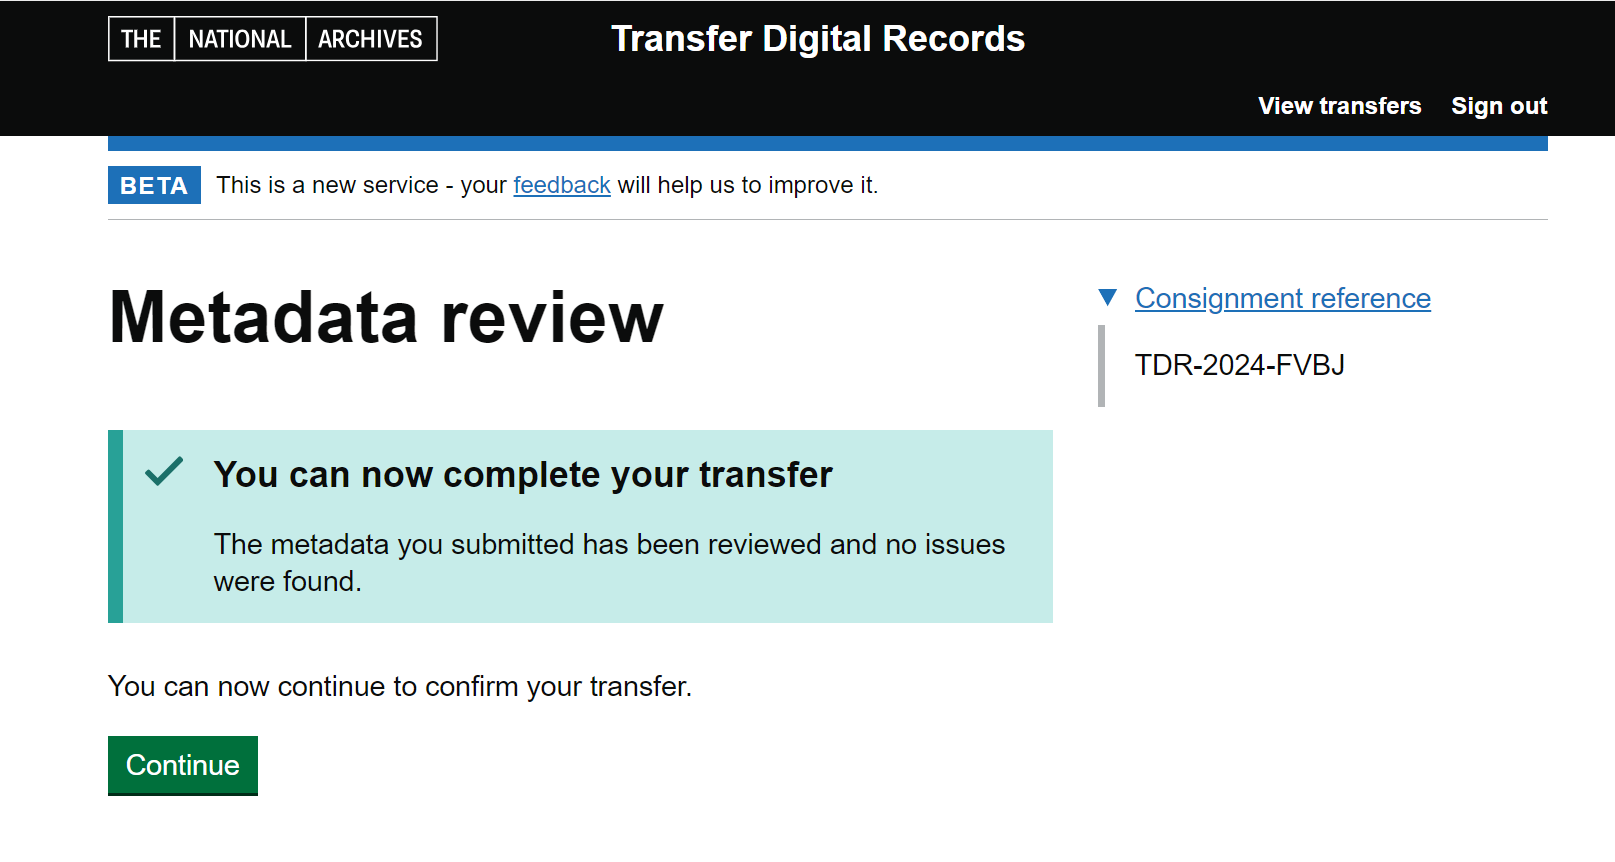 THE NATIONAL ARCHIVES
Transfer Digital Records
View transfers Sign out
BETA This is a new service - your feedback will help us to improve it.
Metadata review
Consignment reference
TDR-2024-FVBJ
You can now complete your transfer
The metadata you submitted has been reviewed and no issues
were found.
You can now continue to confirm your transfer.
Continue